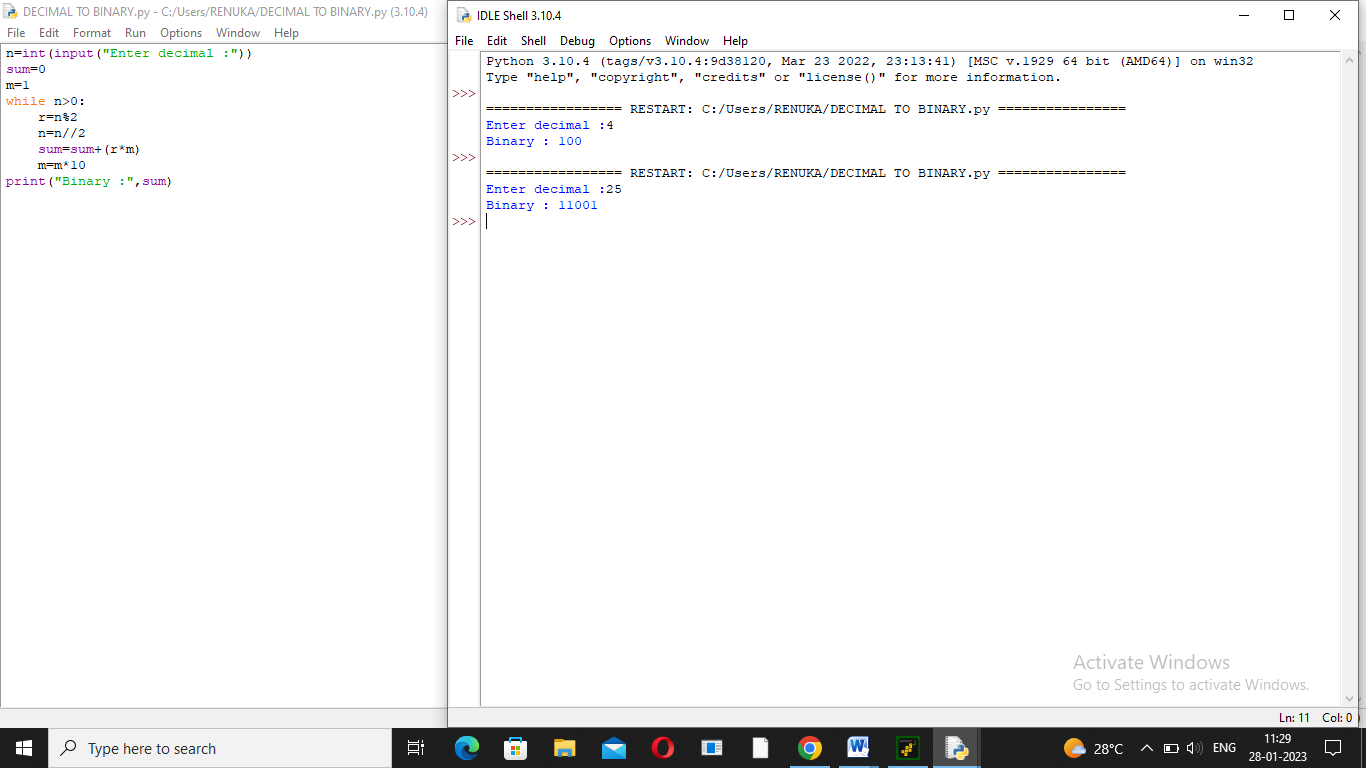 DECIMAL TO BINARY.py - C:/Users/RENUKA/DECIMAL TO BINARY.py (3.10.4)
File Edit Format Run Options Window Help
n=int(input("Enter decimal :"))
sum=0
m=1
while n>0:
    r=n%2
    n=n//2
    sum=sum+(r*m)
    m=m*10
print("Binary :",sum)
IDLE Shell 3.10.4
File Edit Shell Debug Options Window Help
Python 3.10.4 (tags/v3.10.4:9d38120, Mar 23 2022, 23:13:41) [MSC v.1929 64 bit (AMD64)] on win32
Type "help", "copyright", "credits" or "license()" for more information.
>>>
================= RESTART: C:/Users/RENUKA/DECIMAL TO BINARY.py ================
Enter decimal :4
Binary : 100
>>>
================= RESTART: C:/Users/RENUKA/DECIMAL TO BINARY.py ================
Enter decimal :25
Binary : 11001
>>>
Activate Windows
Go to Settings to activate Windows.
Ln: 11 Col: 0
Type here to search
28°C
ENG
11:29
28-01-2023